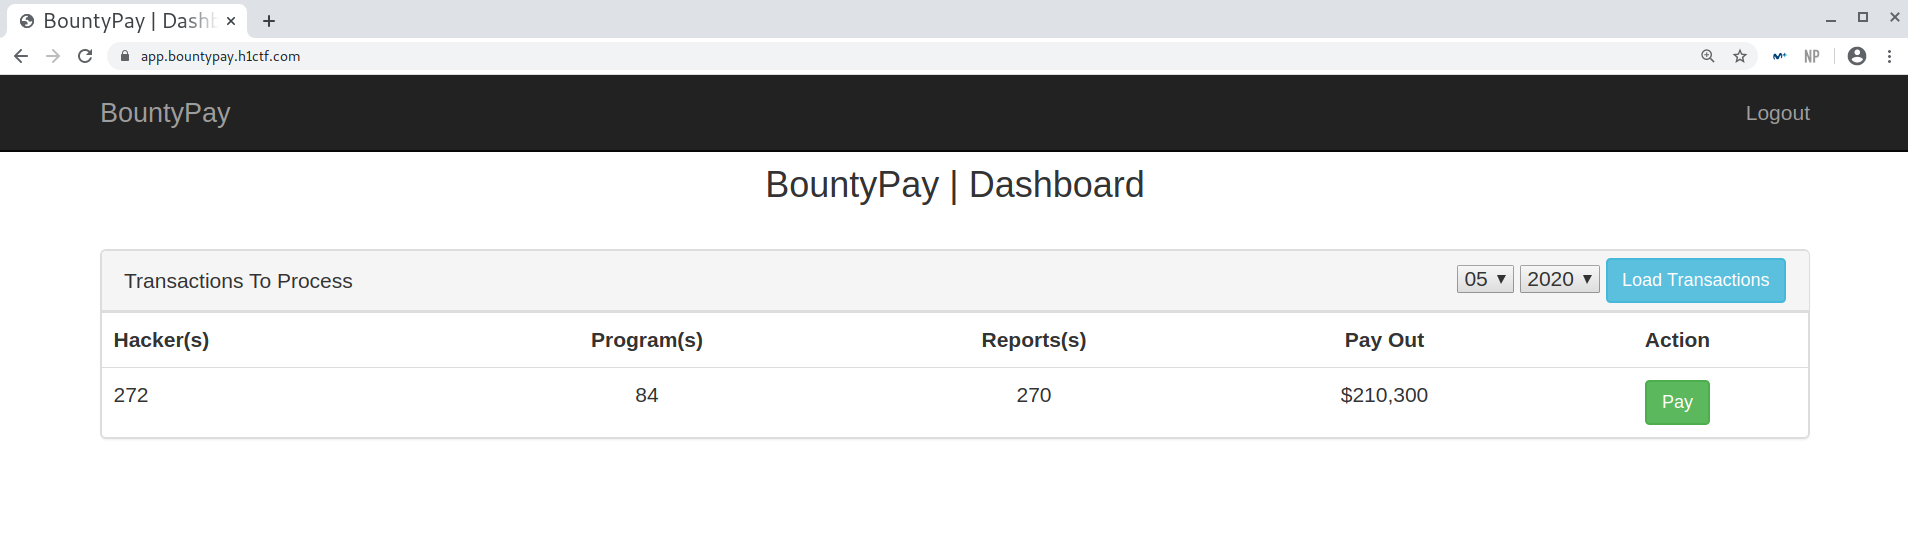 BountyPay | Dashb
app.bountypay.h1ctf.com
NP
BountyPay Logout
BountyPay | Dashboard
Transactions To Process 05 2020 Load Transactions
Hacker(s) Program(s) Reports(s) Pay Out Action
272 84 270 $210,300 Pay